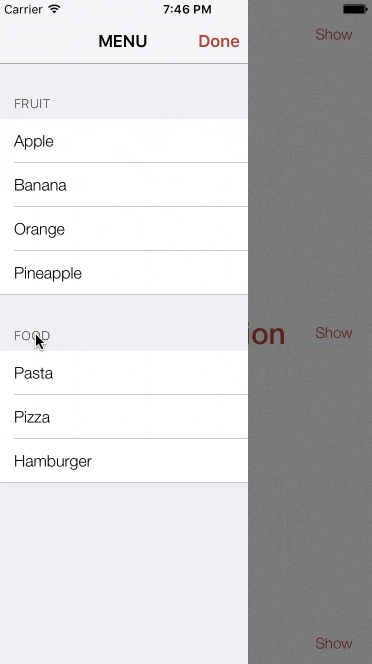 Carrier 7:46 PM
Show
MENU Done
FRUIT
Apple
Banana
Orange
Pineapple
FOOD
ion Show
Pasta
Pizza
Hamburger
Show